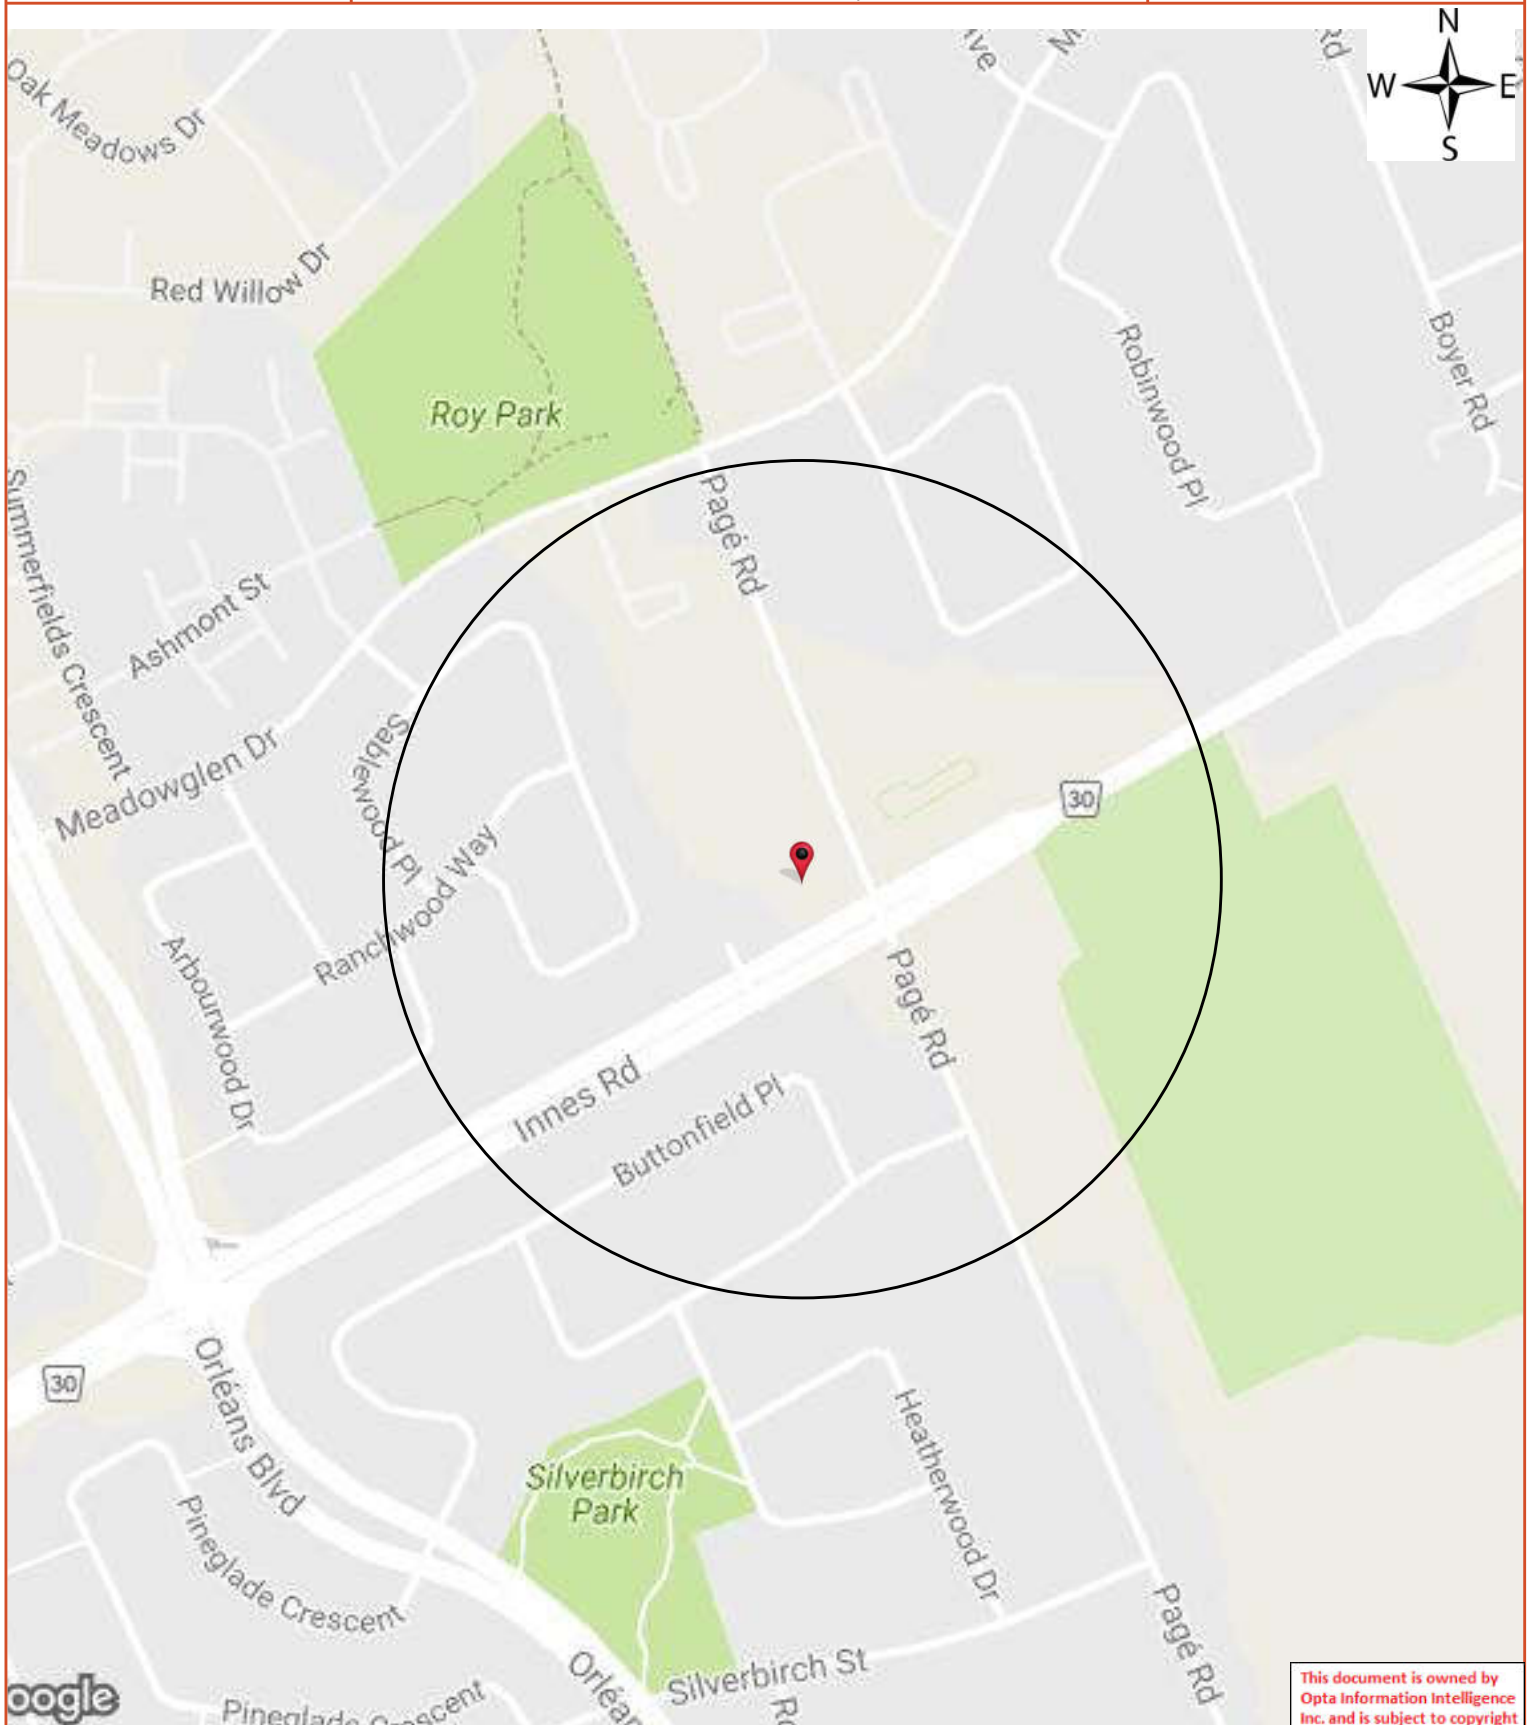 N
W E
S
Rd
Oak Meadows Dr
Red Willow Dr
Roy Park
Robinwood Pl
Boyer Rd
Pagé Rd
Summerfields Crescent
Ashmont St
Sablewood Pl
Meadowglen Dr
30
Ranchwood Way
Arbourwood Dr
Pagé Rd
Innes Rd
Buttonfield Pl
30
Orléans Blvd
Heatherwood Dr
Silverbirch
Park
Pineglade Crescent
Pagé Rd
Silverbirch St
Pineglade Crescent
oogle
This document is owned by
Opta Information Intelligence
Inc. and is subject to copyright